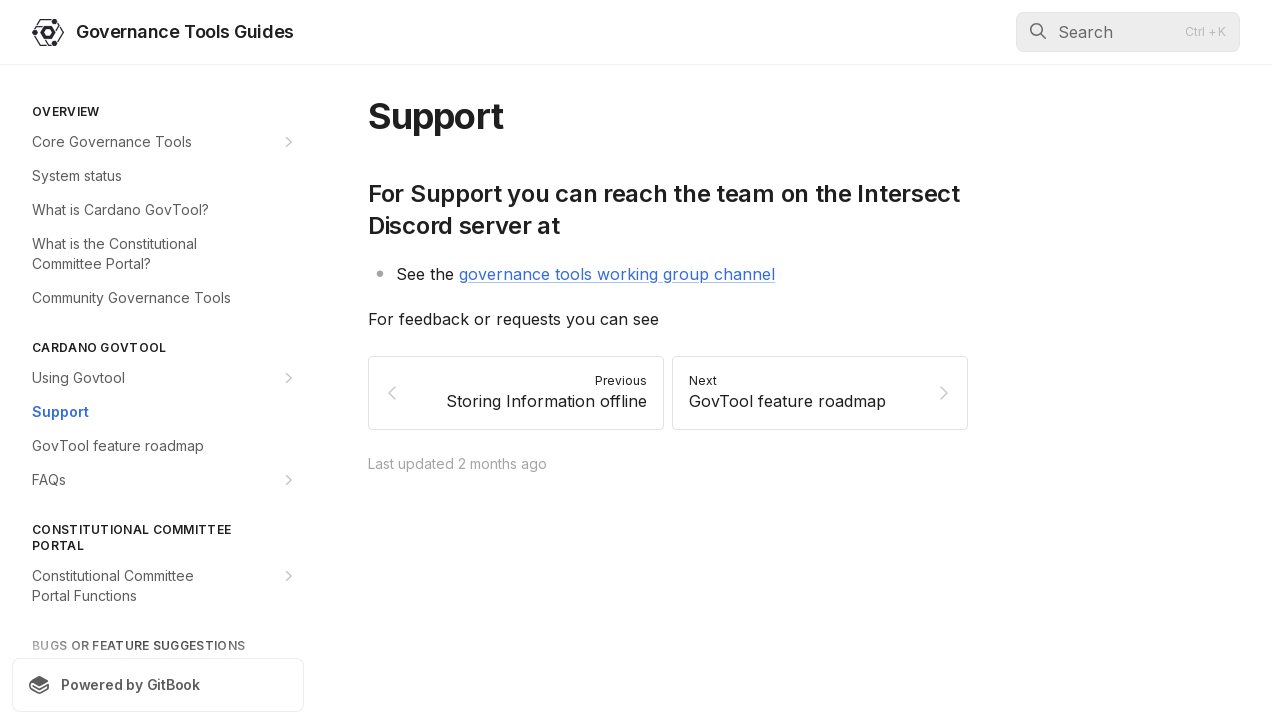 Governance Tools Guides
Search
Ctrl + K
OVERVIEW
Core Governance Tools
System status
What is Cardano GovTool?
What is the Constitutional
Committee Portal?
Community Governance Tools
CARDANO GOVTOOL
Using Govtool
Support
GovTool feature roadmap
FAQs
CONSTITUTIONAL COMMITTEE
PORTAL
Constitutional Committee
Portal Functions
BUGS OR FEATURE SUGGESTIONS
Powered by GitBook
Support
For Support you can reach the team on the Intersect
Discord server at
See the governance tools working group channel
For feedback or requests you can see
Previous
Storing Information offline
Next
GovTool feature roadmap
Last updated 2 months ago